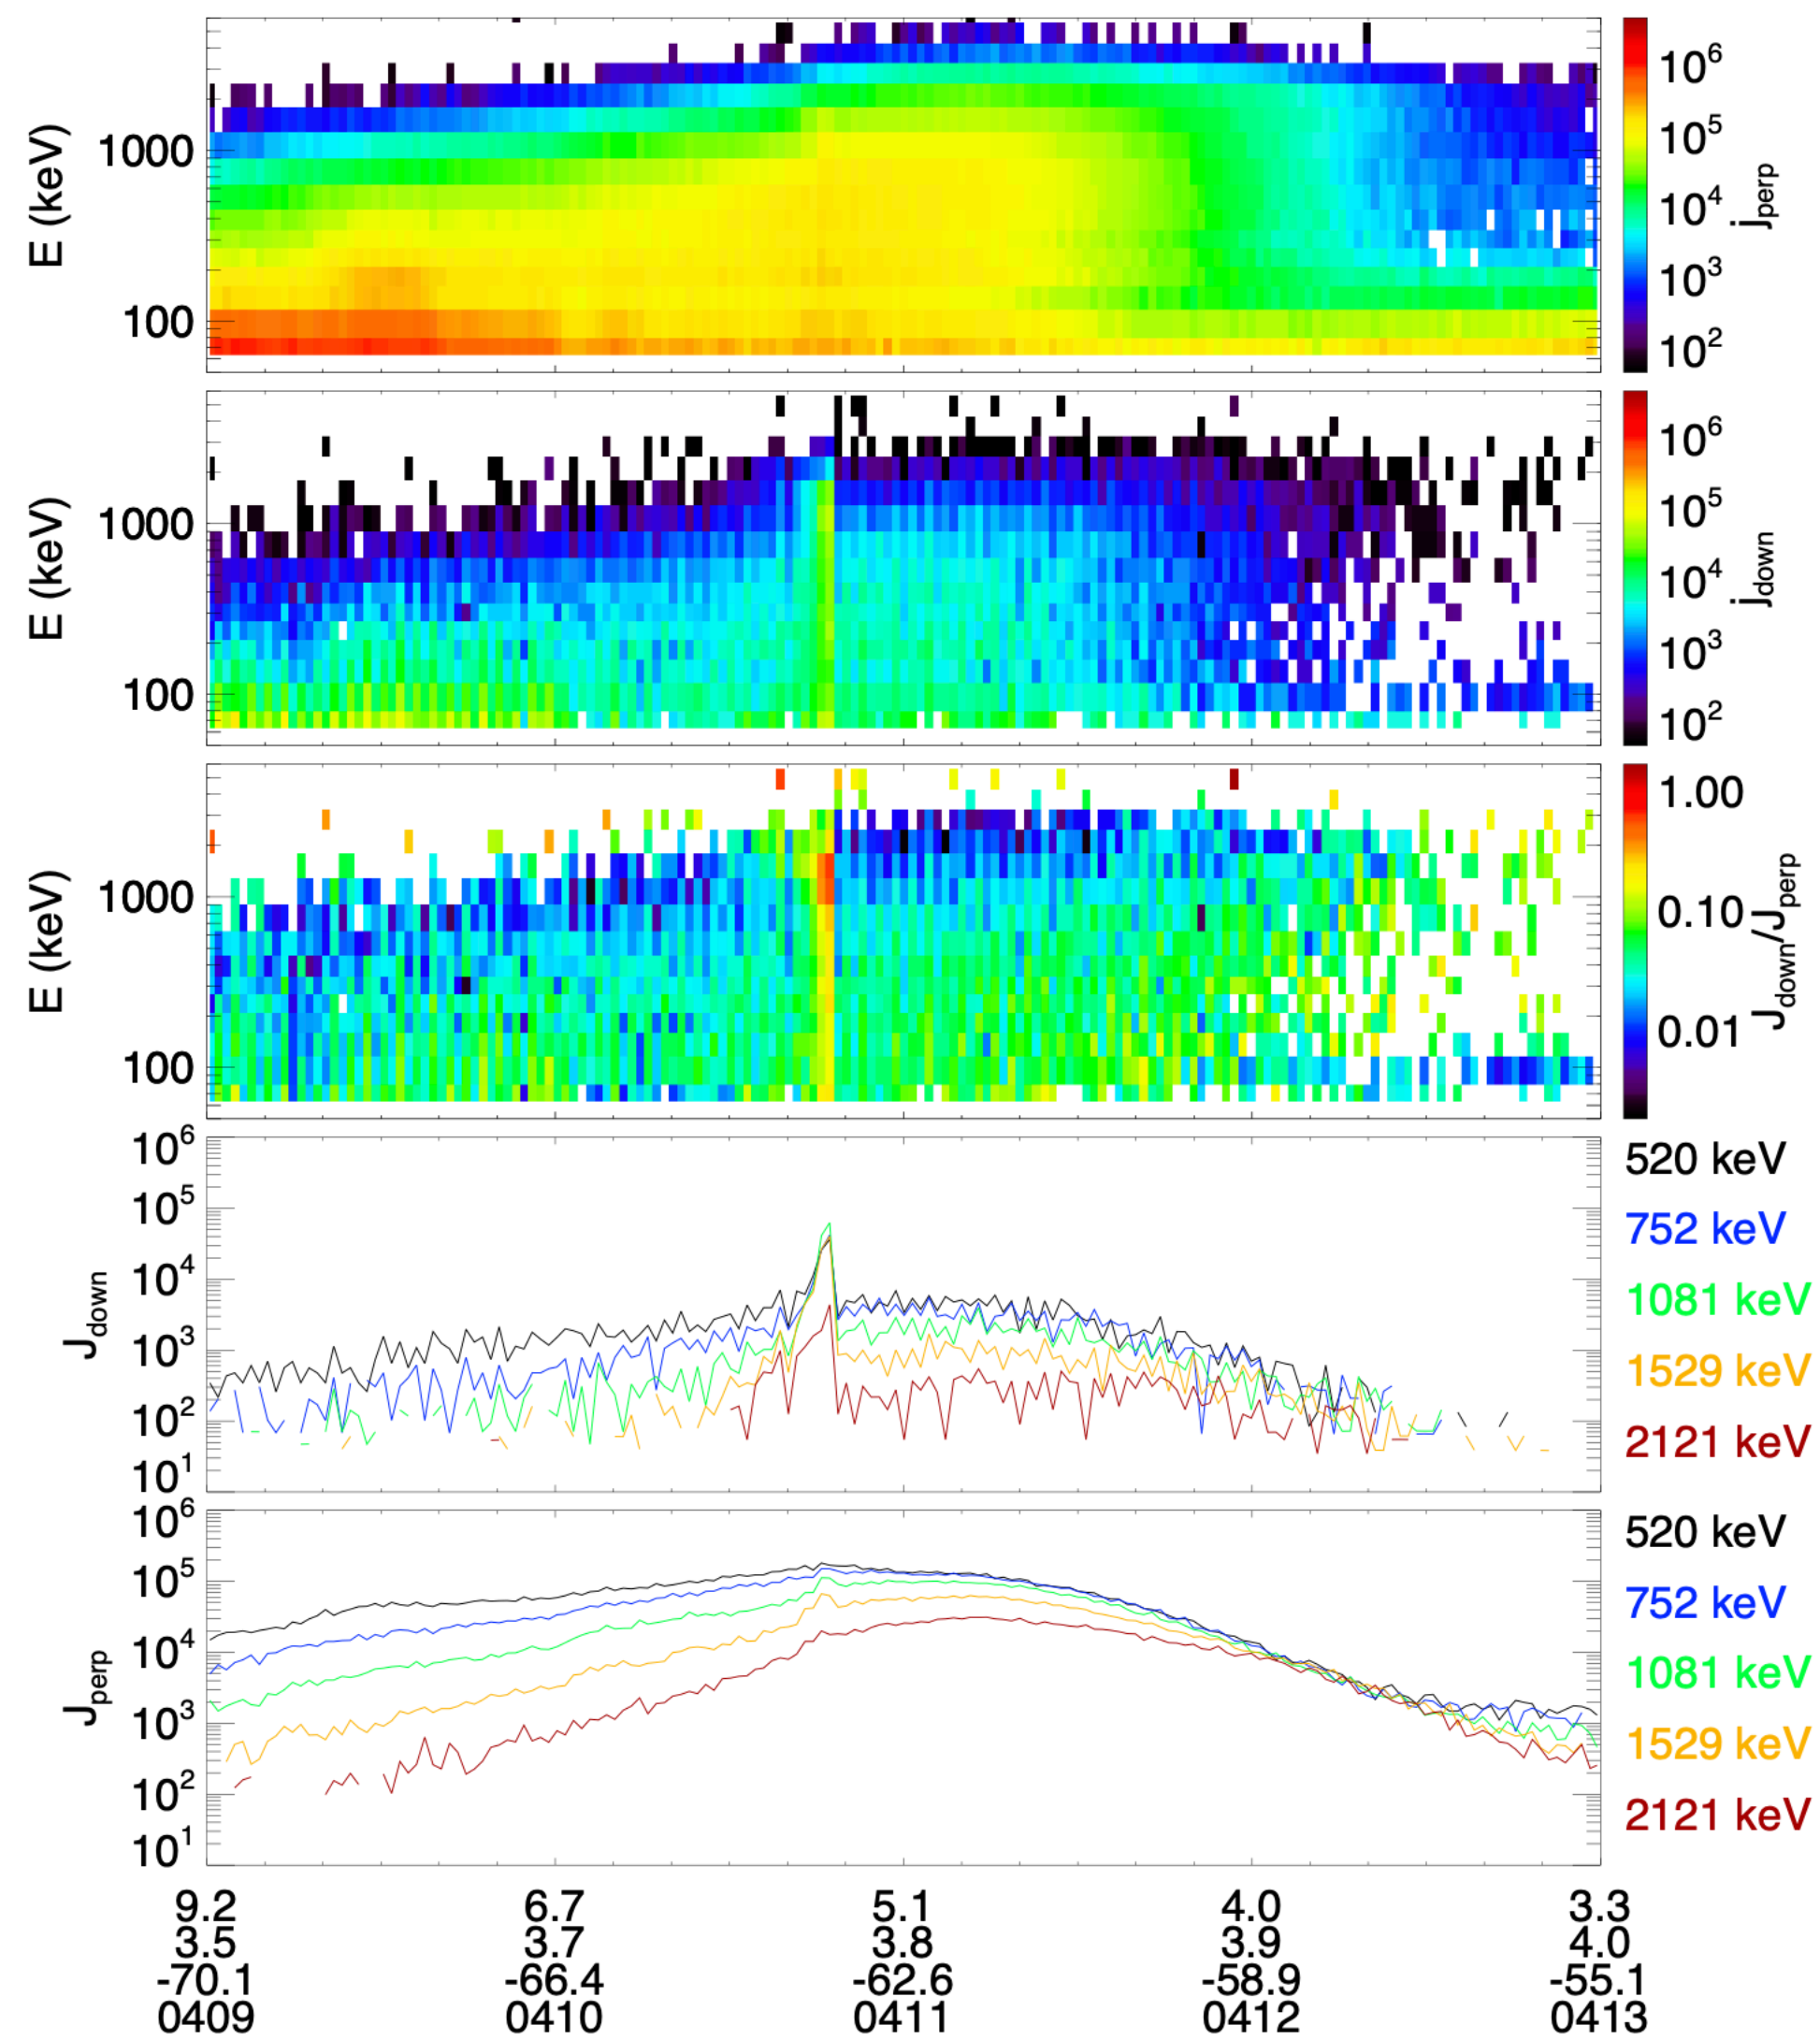 E (keV)
1000
100
10^6
10^5
10^4
10^3
10^2
j_perp
E (keV)
1000
100
10^6
10^5
10^4
10^3
10^2
j_down
E (keV)
1000
100
1.00
0.10
0.01
J_down/J_perp
J_down
10^6
10^5
10^4
10^3
10^2
10^1
520 keV
752 keV
1081 keV
1529 keV
2121 keV
J_perp
10^6
10^5
10^4
10^3
10^2
10^1
520 keV
752 keV
1081 keV
1529 keV
2121 keV
9.2 6.7 5.1 4.0 3.3
3.5 3.7 3.8 3.9 4.0
-70.1 -66.4 -62.6 -58.9 -55.1
0409 0410 0411 0412 0413